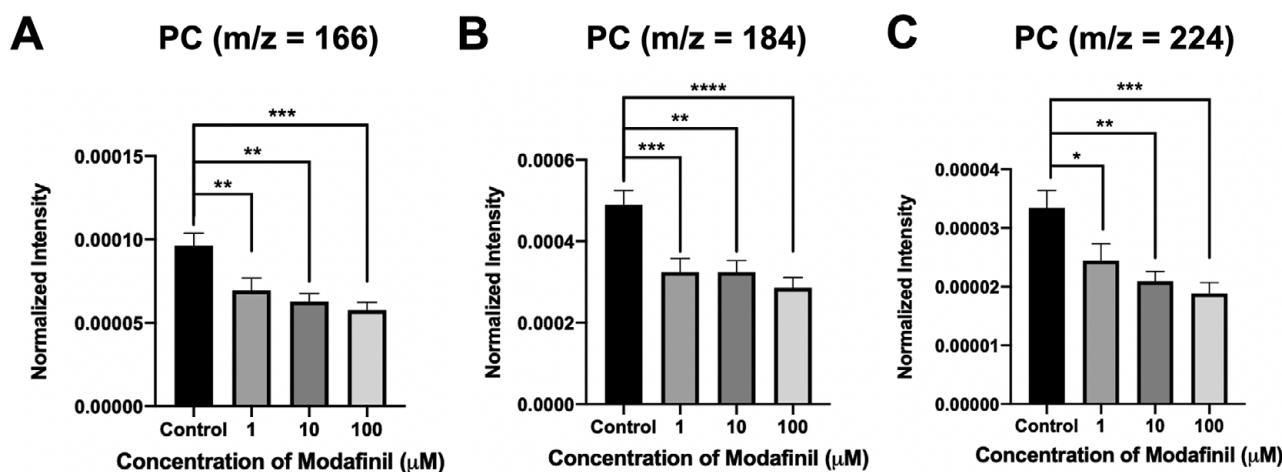 A PC (m/z = 166)
***
**
**
0.00015
0.00010
0.00005
0.00000
Normalized Intensity
Control 1 10 100
Concentration of Modafinil (μM)
B PC (m/z = 184)
****
**
***
0.0006
0.0004
0.0002
0.0000
Normalized Intensity
Control 1 10 100
Concentration of Modafinil (μM)
C PC (m/z = 224)
***
**
*
0.00004
0.00003
0.00002
0.00001
0.00000
Normalized Intensity
Control 1 10 100
Concentration of Modafinil (μM)